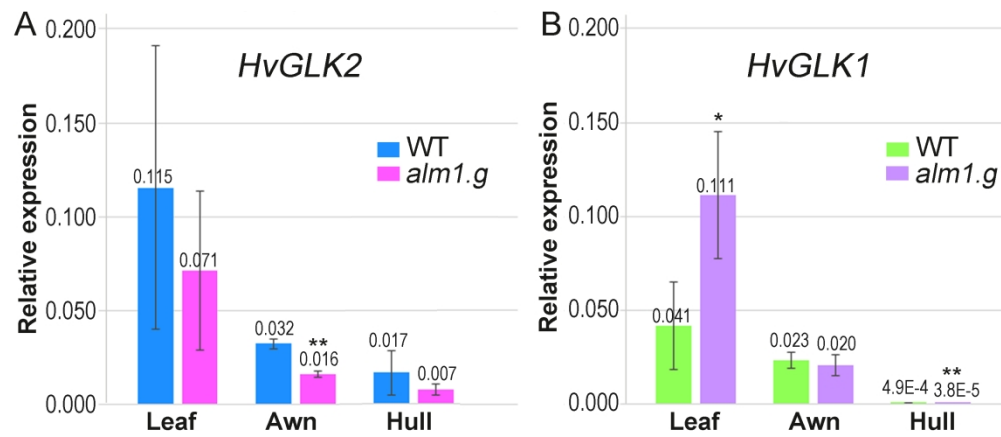 A
HvGLK2
Relative expression
0.200
0.150
0.100
0.050
0.000
WT
alm1.g
0.115
0.071
0.032
**
0.016
0.017
0.007
Leaf Awn Hull
B
HvGLK1
Relative expression
0.200
0.150
0.100
0.050
0.000
WT
alm1.g
0.041
*
0.111
0.023
0.020
4.9E-4
**
3.8E-5
Leaf Awn Hull